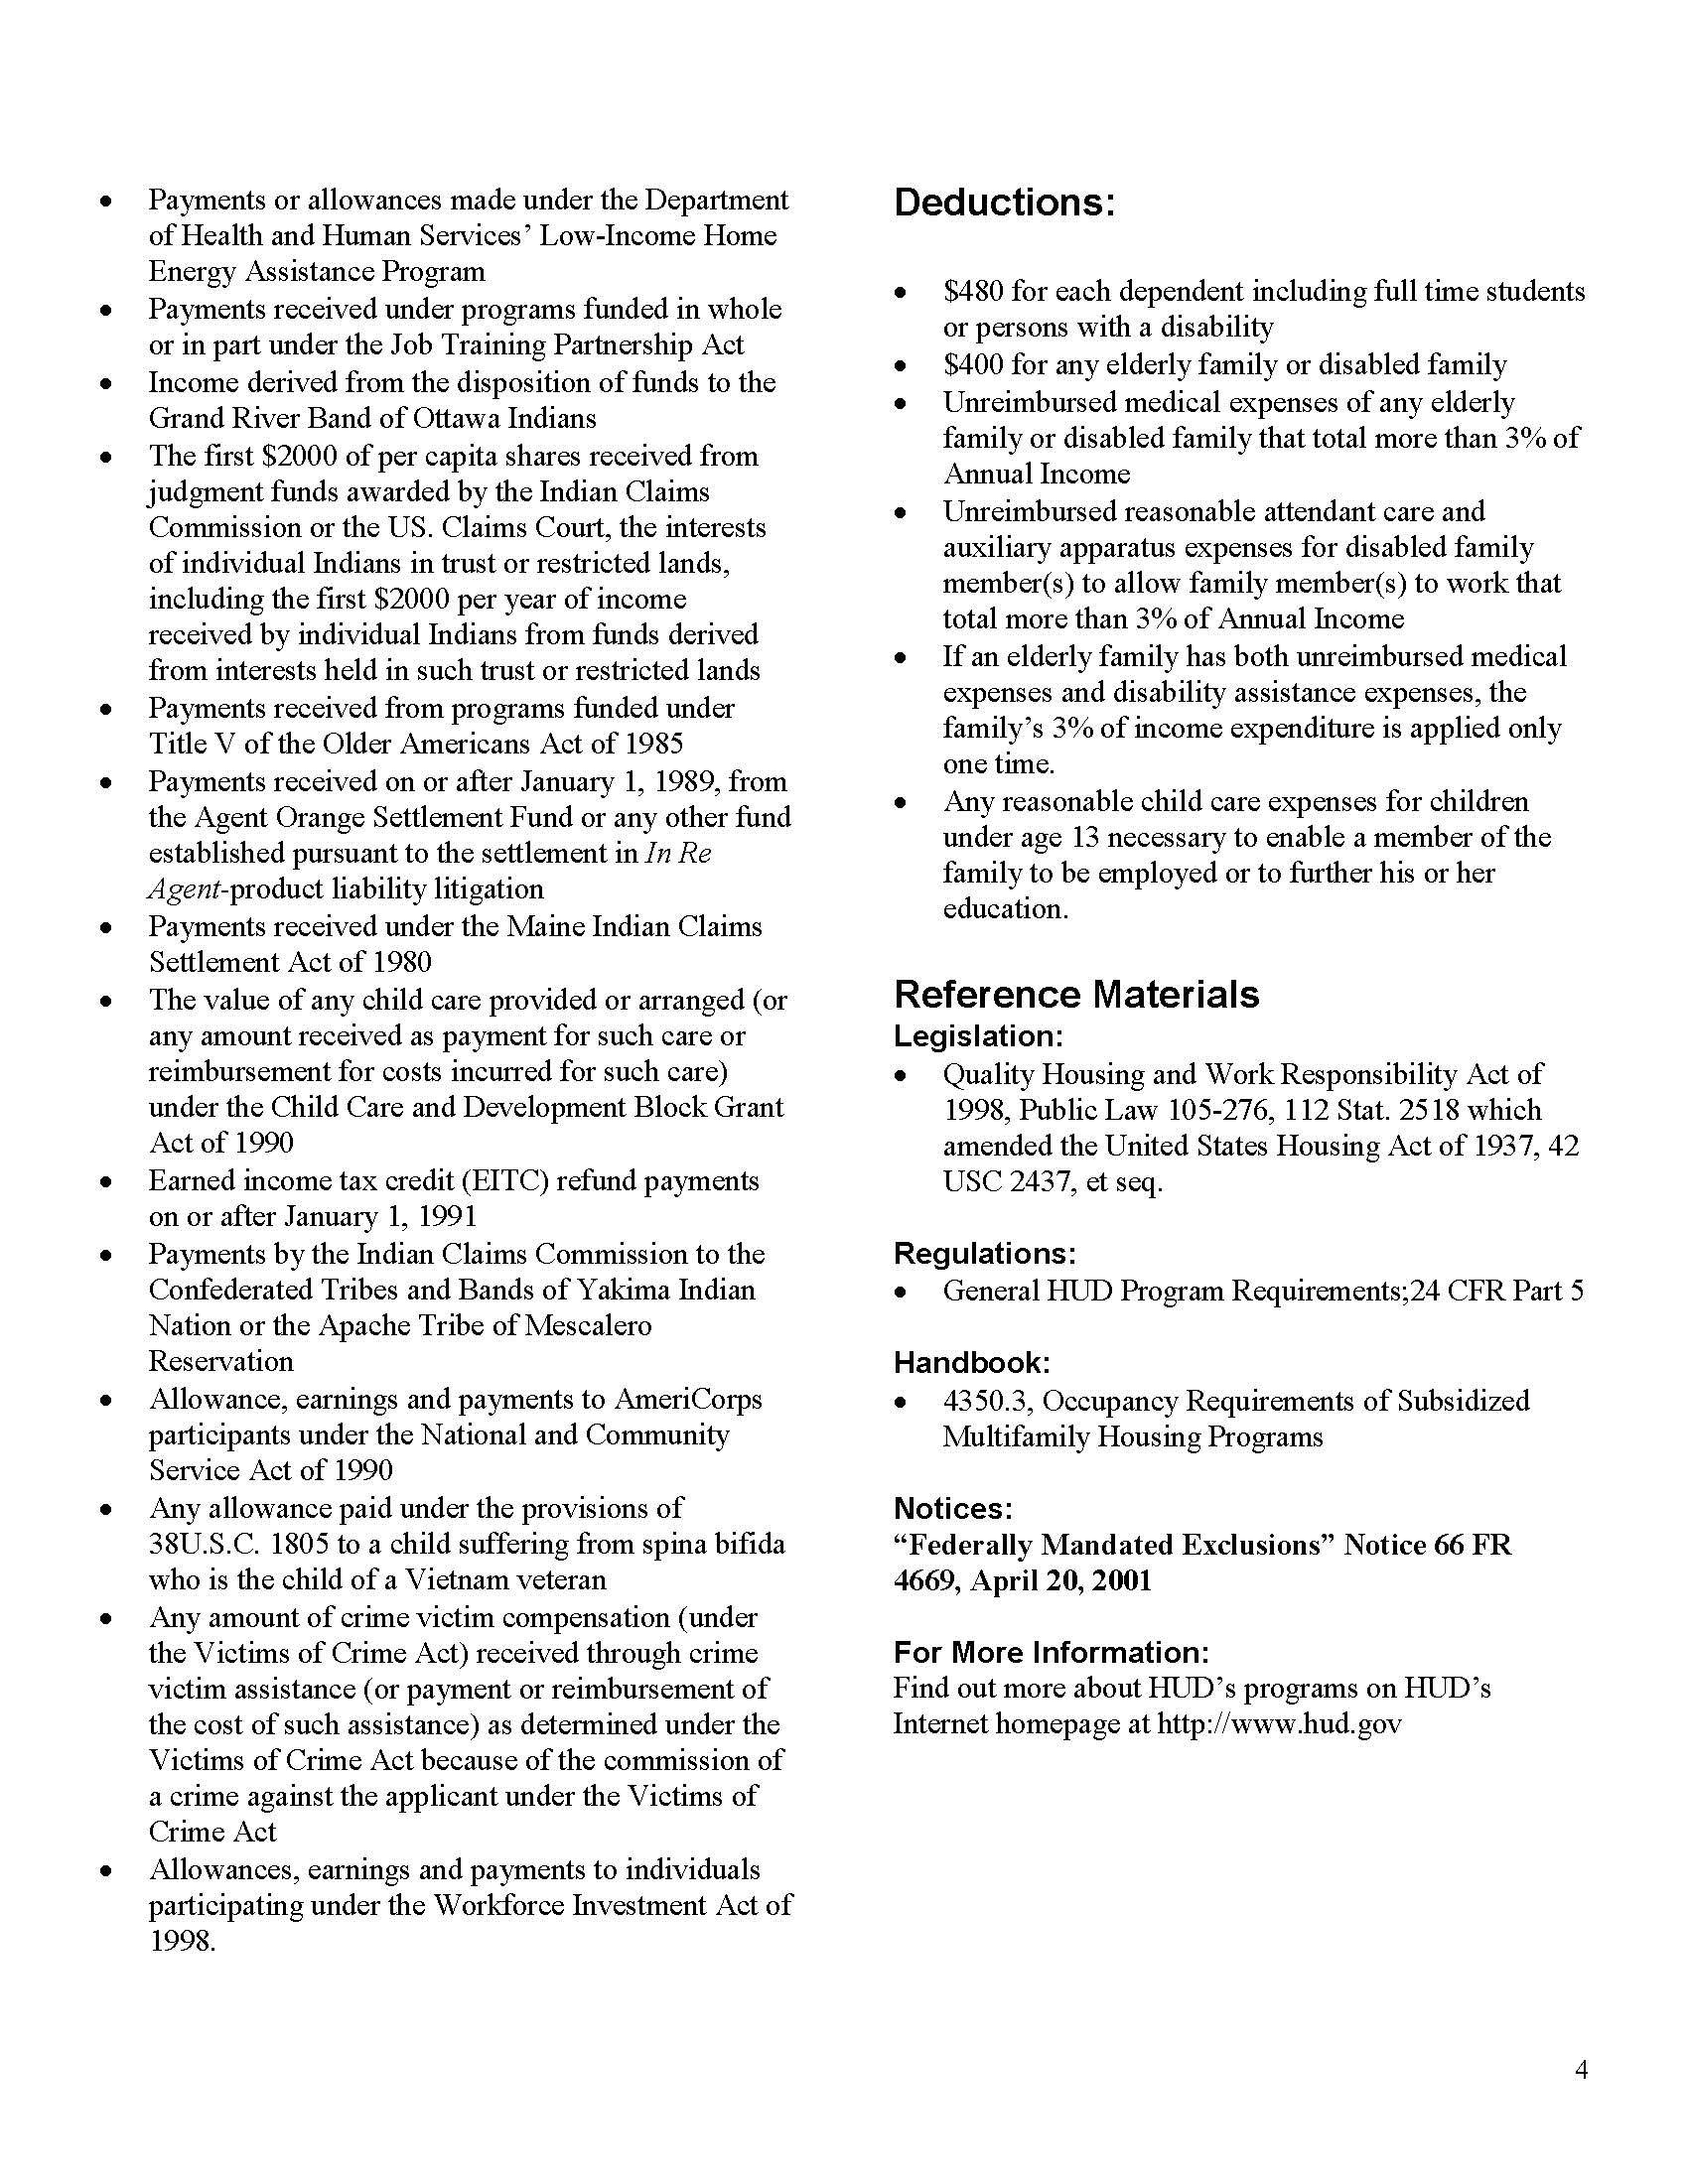 • Payments or allowances made under the Department
of Health and Human Services’ Low-Income Home
Energy Assistance Program
• Payments received under programs funded in whole
or in part under the Job Training Partnership Act
• Income derived from the disposition of funds to the
Grand River Band of Ottawa Indians
• The first $2000 of per capita shares received from
judgment funds awarded by the Indian Claims
Commission or the US. Claims Court, the interests
of individual Indians in trust or restricted lands,
including the first $2000 per year of income
received by individual Indians from funds derived
from interests held in such trust or restricted lands
• Payments received from programs funded under
Title V of the Older Americans Act of 1985
• Payments received on or after January 1, 1989, from
the Agent Orange Settlement Fund or any other fund
established pursuant to the settlement in In Re
Agent-product liability litigation
• Payments received under the Maine Indian Claims
Settlement Act of 1980
• The value of any child care provided or arranged (or
any amount received as payment for such care or
reimbursement for costs incurred for such care)
under the Child Care and Development Block Grant
Act of 1990
• Earned income tax credit (EITC) refund payments
on or after January 1, 1991
• Payments by the Indian Claims Commission to the
Confederated Tribes and Bands of Yakima Indian
Nation or the Apache Tribe of Mescalero
Reservation
• Allowance, earnings and payments to AmeriCorps
participants under the National and Community
Service Act of 1990
• Any allowance paid under the provisions of
38U.S.C. 1805 to a child suffering from spina bifida
who is the child of a Vietnam veteran
• Any amount of crime victim compensation (under
the Victims of Crime Act) received through crime
victim assistance (or payment or reimbursement of
the cost of such assistance) as determined under the
Victims of Crime Act because of the commission of
a crime against the applicant under the Victims of
Crime Act
• Allowances, earnings and payments to individuals
participating under the Workforce Investment Act of
1998.
Deductions:
• $480 for each dependent including full time students
or persons with a disability
• $400 for any elderly family or disabled family
• Unreimbursed medical expenses of any elderly
family or disabled family that total more than 3% of
Annual Income
• Unreimbursed reasonable attendant care and
auxiliary apparatus expenses for disabled family
member(s) to allow family member(s) to work that
total more than 3% of Annual Income
• If an elderly family has both unreimbursed medical
expenses and disability assistance expenses, the
family’s 3% of income expenditure is applied only
one time.
• Any reasonable child care expenses for children
under age 13 necessary to enable a member of the
family to be employed or to further his or her
education.
Reference Materials
Legislation:
• Quality Housing and Work Responsibility Act of
1998, Public Law 105-276, 112 Stat. 2518 which
amended the United States Housing Act of 1937, 42
USC 2437, et seq.
Regulations:
• General HUD Program Requirements;24 CFR Part 5
Handbook:
• 4350.3, Occupancy Requirements of Subsidized
Multifamily Housing Programs
Notices:
“Federally Mandated Exclusions” Notice 66 FR
4669, April 20, 2001
For More Information:
Find out more about HUD’s programs on HUD’s
Internet homepage at http://www.hud.gov
4